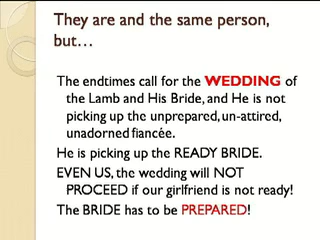 They are and the same person,
but…
The endtimes call for the WEDDING of
the Lamb and His Bride, and He is not
picking up the unprepared, un-attired,
unadorned fiancée.
He is picking up the READY BRIDE.
EVEN US, the wedding will NOT
PROCEED if our girlfriend is not ready!
The BRIDE has to be PREPARED!